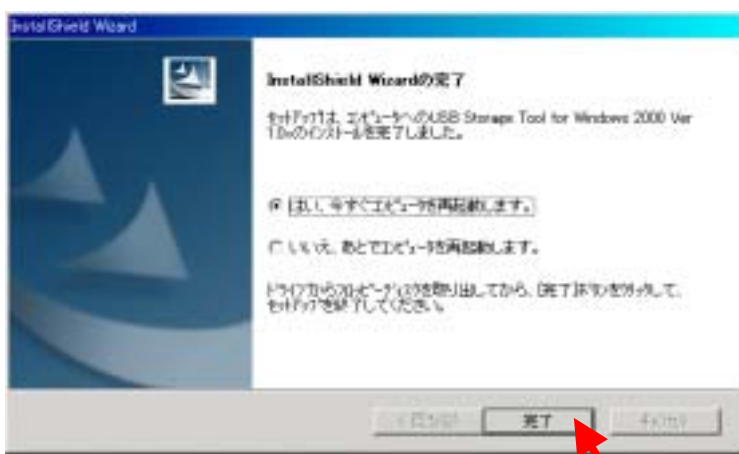 InstallShield Wizard
InstallShield Wizardの完了
セットアップは、コンピュータへのUSB Storage Tool for Windows 2000 Ver
1.0xのインストールを完了しました。
はい、今すぐコンピュータを再起動します。
いいえ、あとでコンピュータを再起動します。
ドライブからフロッピーディスクを取り出してから、[完了]ボタンをクリックして、
セットアップを終了してください。
< 戻る(B)
完了
キャンセル